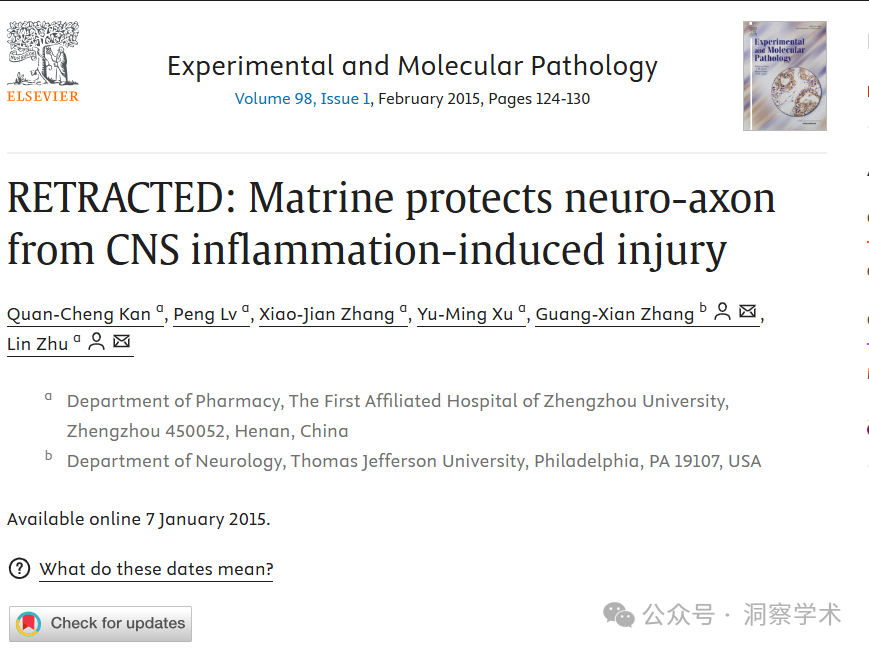 ELSEVIER
Experimental and Molecular Pathology
Volume 98, Issue 1, February 2015, Pages 124-130
Experimental
and Molecular
Pathology
RETRACTED: Matrine protects neuro-axon
from CNS inflammation-induced injury
Quan-Cheng Kan a, Peng Lv a, Xiao-Jian Zhang a, Yu-Ming Xu a, Guang-Xian Zhang b,
Lin Zhu a
a Department of Pharmacy, The First Affiliated Hospital of Zhengzhou University,
Zhengzhou 450052, Henan, China
b Department of Neurology, Thomas Jefferson University, Philadelphia, PA 19107, USA
Available online 7 January 2015.
? What do these dates mean?
Check for updates
公众号 · 洞察学术